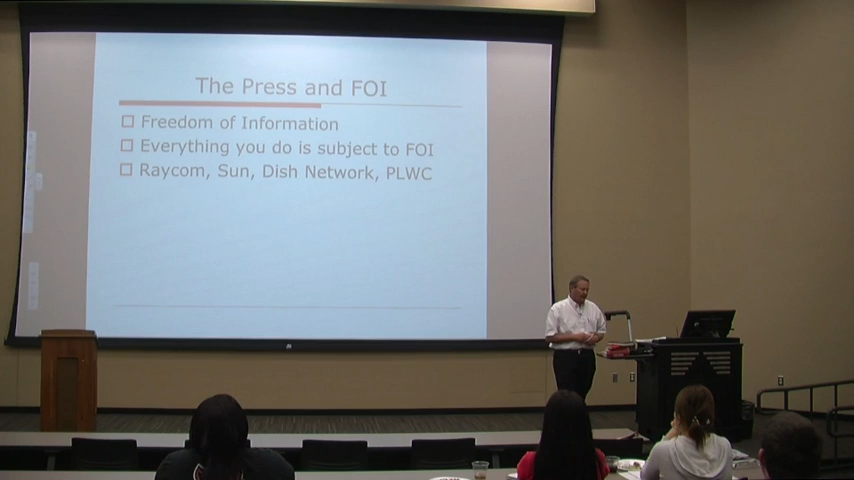 The Press and FOI
Freedom of Information
Everything you do is subject to FOI
Raycom, Sun, Dish Network, PLWC